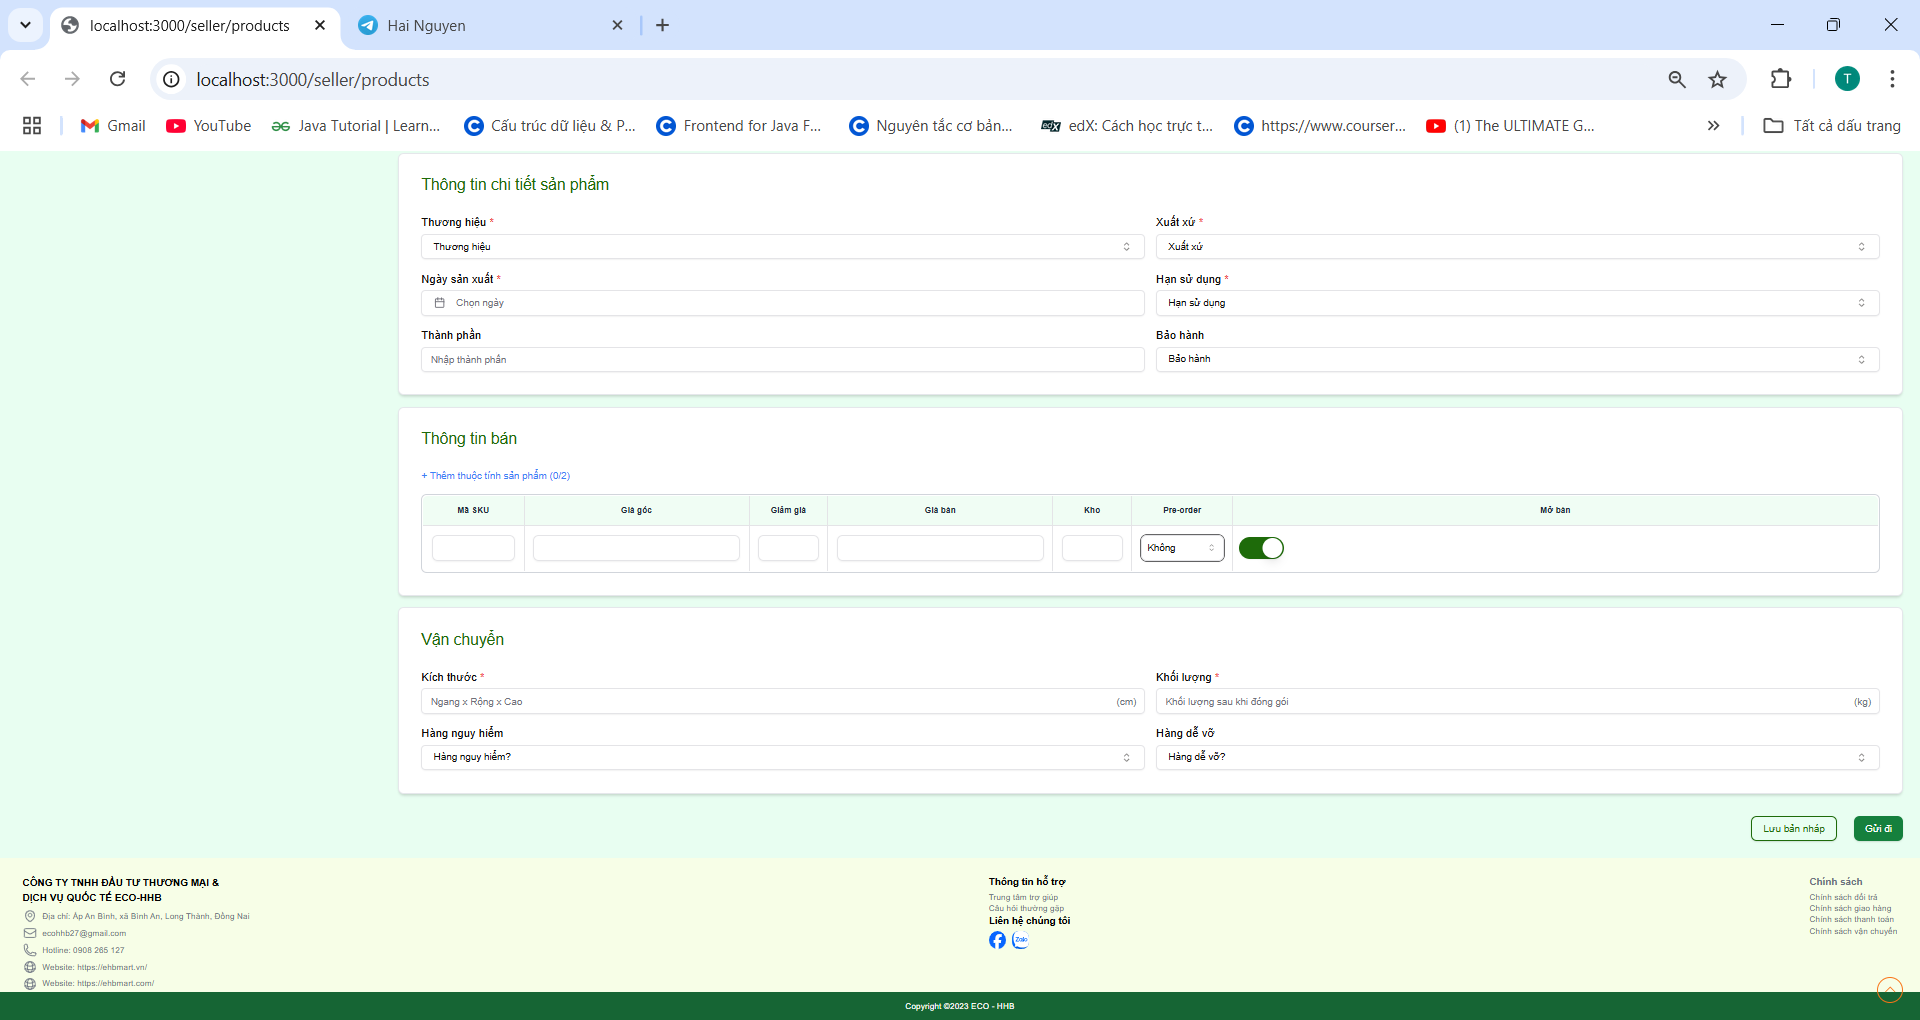 localhost:3000/seller/products
Hai Nguyen
localhost:3000/seller/products
T
Gmail
YouTube
Java Tutorial | Learn...
Cấu trúc dữ liệu & P...
Frontend for Java F...
Nguyên tắc cơ bản...
edX: Cách học trực t...
https://www.courser...
(1) The ULTIMATE G...
Tất cả dấu trang
Thông tin chi tiết sản phẩm
Thương hiệu *
Xuất xứ *
Thương hiệu
Xuất xứ
Ngày sản xuất *
Hạn sử dụng *
Chọn ngày
Hạn sử dụng
Thành phần
Bảo hành
Nhập thành phần
Bảo hành
Thông tin bán
+ Thêm thuộc tính sản phẩm (0/2)
Mã SKU
Giá gốc
Giảm giá
Giá bán
Kho
Pre-order
Mở bán
Không
Vận chuyển
Kích thước *
Khối lượng *
Ngang x Rộng x Cao
(cm)
Khối lượng sau khi đóng gói
(kg)
Hàng nguy hiểm
Hàng dễ vỡ
Hàng nguy hiểm?
Hàng dễ vỡ?
Lưu bản nháp
Gửi đi
CÔNG TY TNHH ĐẦU TƯ THƯƠNG MẠI &
DỊCH VỤ QUỐC TẾ ECO-HHB
Địa chỉ: Ấp An Bình, xã Bình An, Long Thành, Đồng Nai
ecohhb27@gmail.com
Hotline: 0908 265 127
Website: https://ehbmart.vn/
Website: https://ehbmart.com/
Thông tin hỗ trợ
Trung tâm trợ giúp
Câu hỏi thường gặp
Liên hệ chúng tôi
Zalo
Chính sách
Chính sách đổi trả
Chính sách giao hàng
Chính sách thanh toán
Chính sách vận chuyển
Copyright ©2023 ECO - HHB